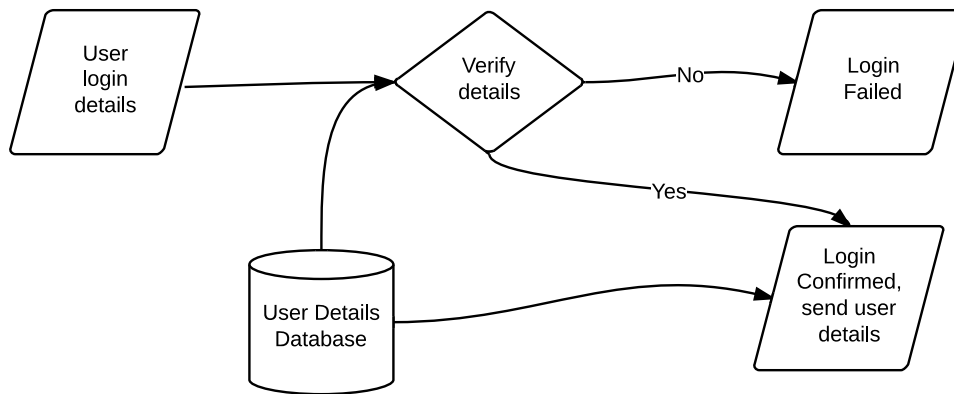 User
login
details
Verify
details
No
Login
Failed
Yes
User Details
Database
Login
Confirmed,
send user
details